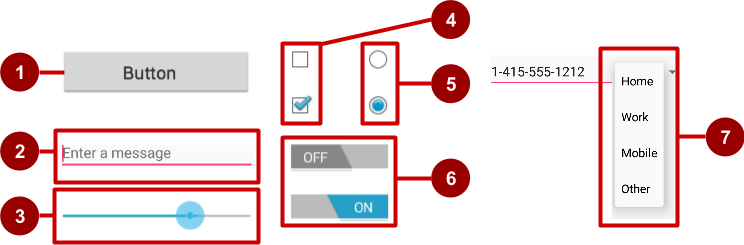 1
Button
2
Enter a message
3
4
5
OFF
ON
6
1-415-555-1212
Home
Work
Mobile
Other
7